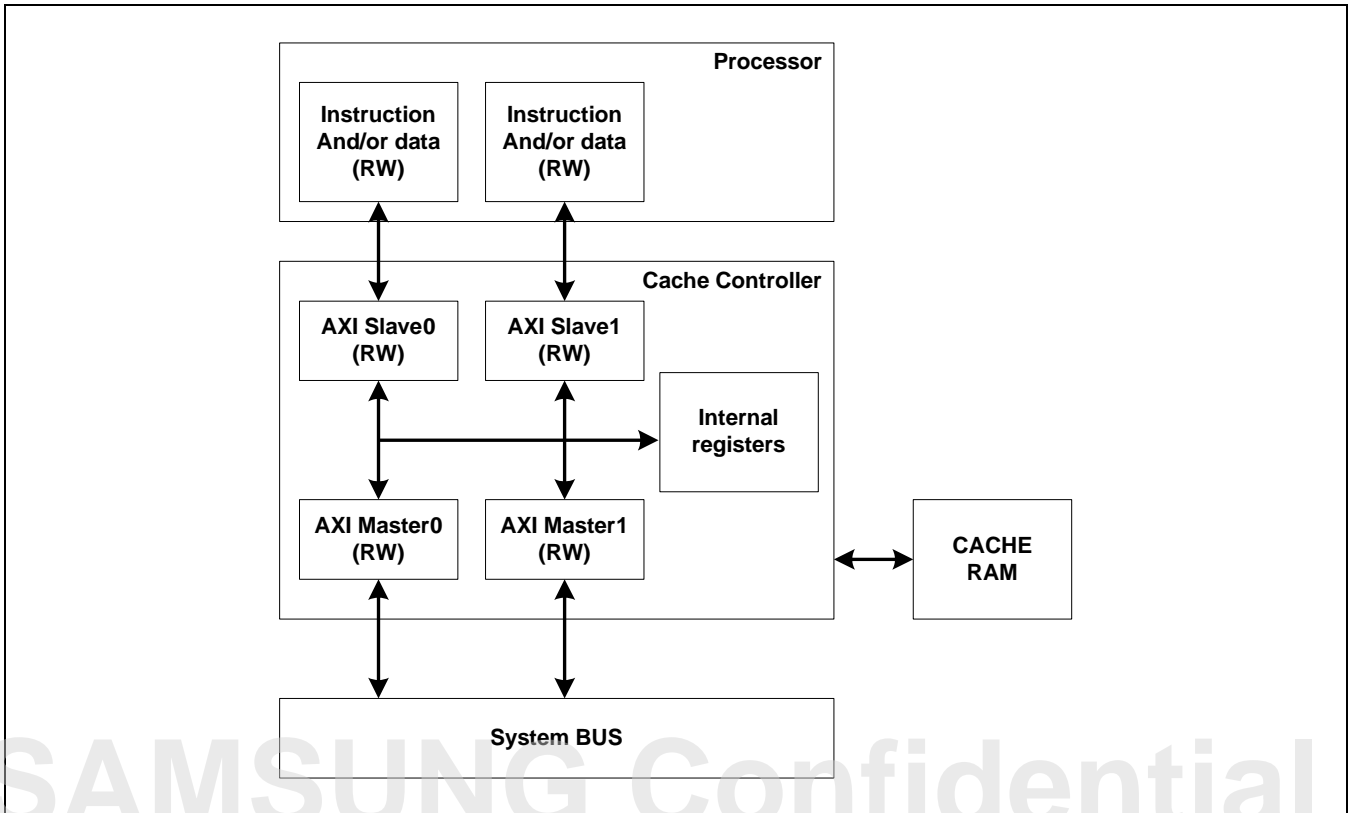 Processor
Instruction
And/or data
(RW)
Instruction
And/or data
(RW)
Cache Controller
AXI Slave0
(RW)
AXI Slave1
(RW)
Internal
registers
AXI Master0
(RW)
AXI Master1
(RW)
CACHE
RAM
System BUS
SAMSUNG Confidential